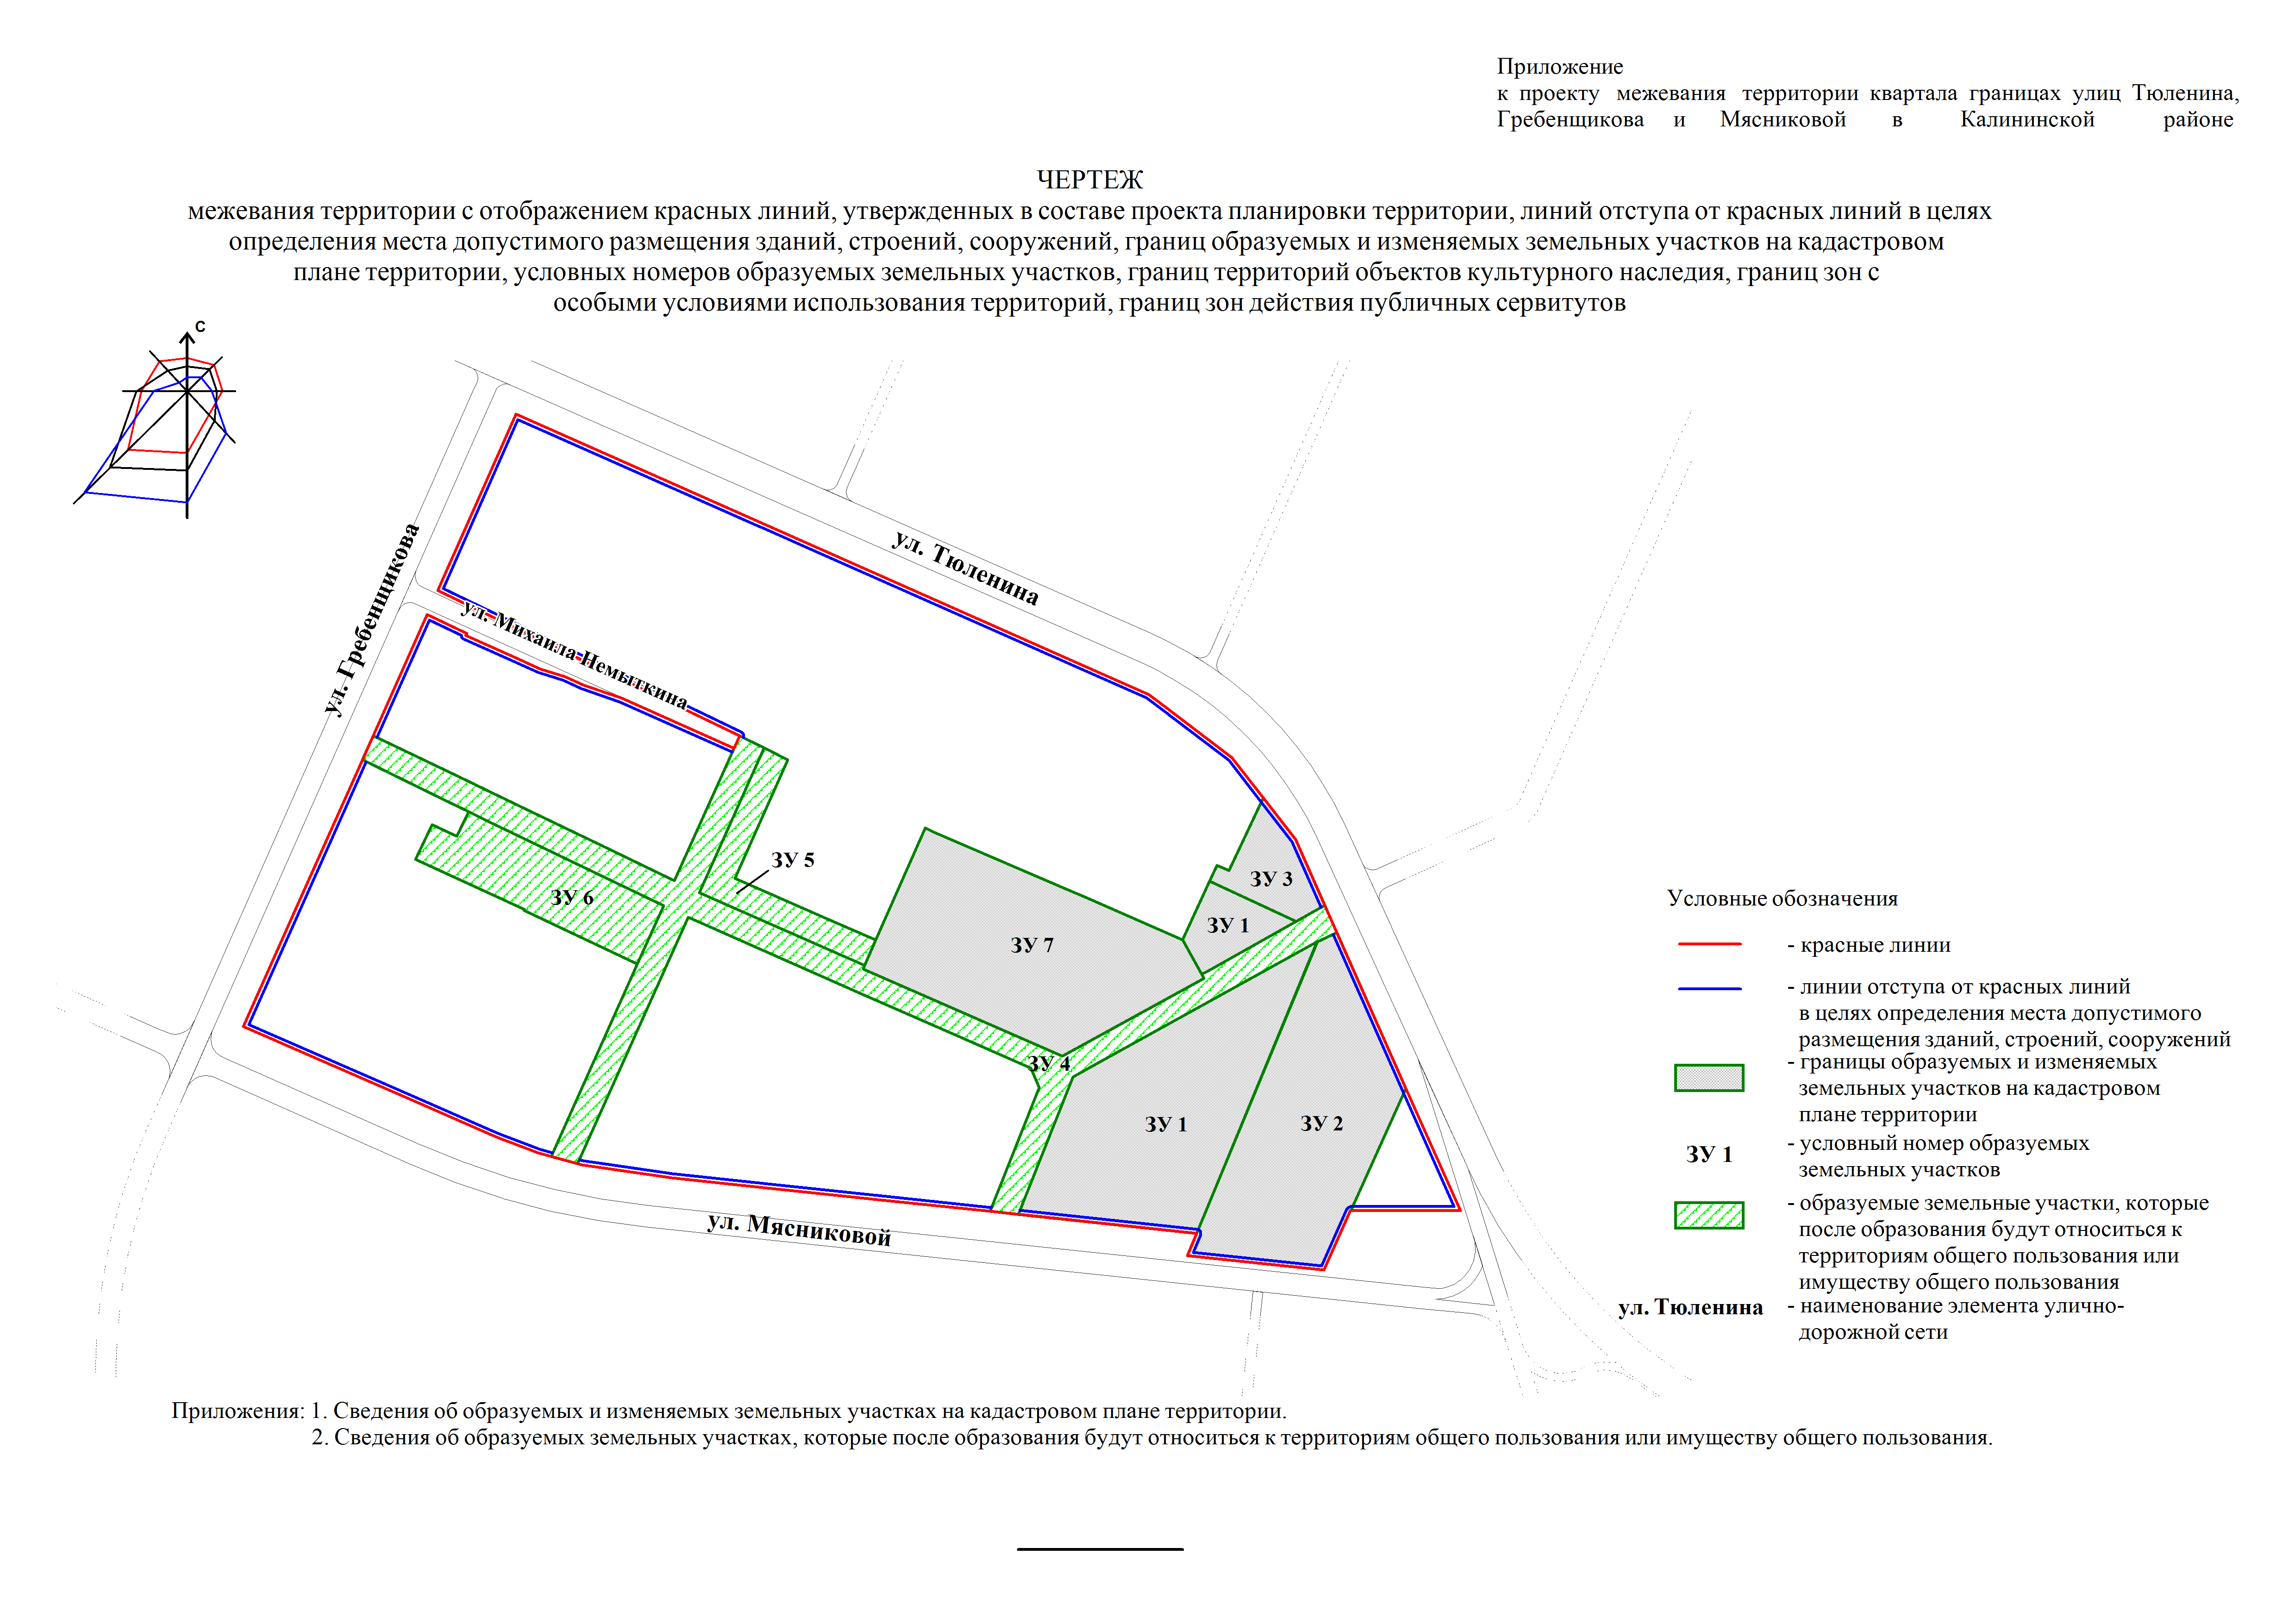 Приложение
к проекту межевания территории квартала границах улиц Тюленина,
Гребенщикова и Мясниковой в Калининской районе
ЧЕРТЕЖ
межевания территории с отображением красных линий, утвержденных в составе проекта планировки территории, линий отступа от красных линий в целях
определения места допустимого размещения зданий, строений, сооружений, границ образуемых и изменяемых земельных участков на кадастровом
плане территории, условных номеров образуемых земельных участков, границ территорий объектов культурного наследия, границ зон с
особыми условиями использования территорий, границ зон действия публичных сервитутов
С
ул. Тюленина
ул. Гребенщикова
ул. Михаила Немыткина
ЗУ 5
ЗУ 3
ЗУ 6
ЗУ 1
ЗУ 7
ЗУ 4
ЗУ 1
ЗУ 2
ул. Мясниковой
Условные обозначения
- красные линии
- линии отступа от красных линий
в целях определения места допустимого
размещения зданий, строений, сооружений
- границы образуемых и изменяемых
земельных участков на кадастровом
плане территории
ЗУ 1
- условный номер образуемых
земельных участков
- образуемые земельные участки, которые
после образования будут относиться к
территориям общего пользования или
имуществу общего пользования
ул. Тюленина
- наименование элемента улично-
дорожной сети
Приложения: 1. Сведения об образуемых и изменяемых земельных участках на кадастровом плане территории.
2. Сведения об образуемых земельных участках, которые после образования будут относиться к территориям общего пользования или имуществу общего пользования.